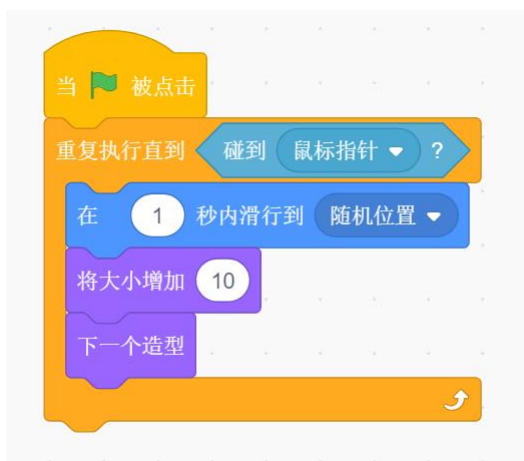 当 被点击
重复执行直到 碰到 鼠标指针 ?
在 1 秒内滑行到 随机位置
将大小增加 10
下一个造型